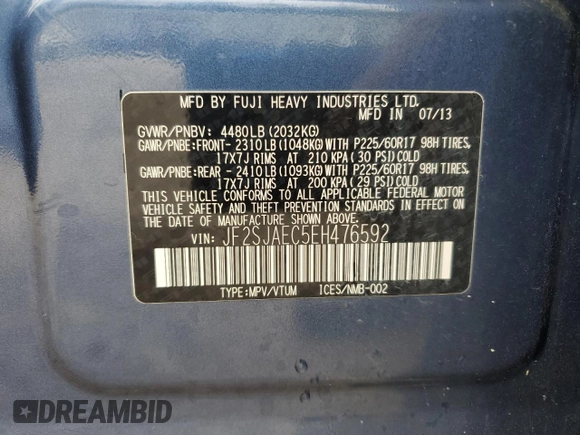 MFD BY FUJI HEAVY INDUSTRIES LTD.
MFD IN 07/13
GVWR/PNBV: 4480LB(2032KG)
GAWR/PNBE:FRONT- 2310LB(1048KG)WITH P225/60R17 98H TIRES,
17X7J RIMS AT 210 KPA(30 PSI)COLD
GAWR/PNBE:REAR - 2410LB(1093KG)WITH P225/60R17 98H TIRES,
17X7J RIMS AT 200 KPA(29 PSI)COLD
THIS VEHICLE CONFORMS TO ALL APPLICABLE FEDERAL MOTOR
VEHICLE SAFETY AND THEFT PREVENTION STANDARDS IN
EFFECT ON THE DATE OF MANUFACTURE SHOWN ABOVE.
VIN: JF2SJAEC5EH476592
TYPE:MPV/VTUM ICES/NMB-002
DREAMBID